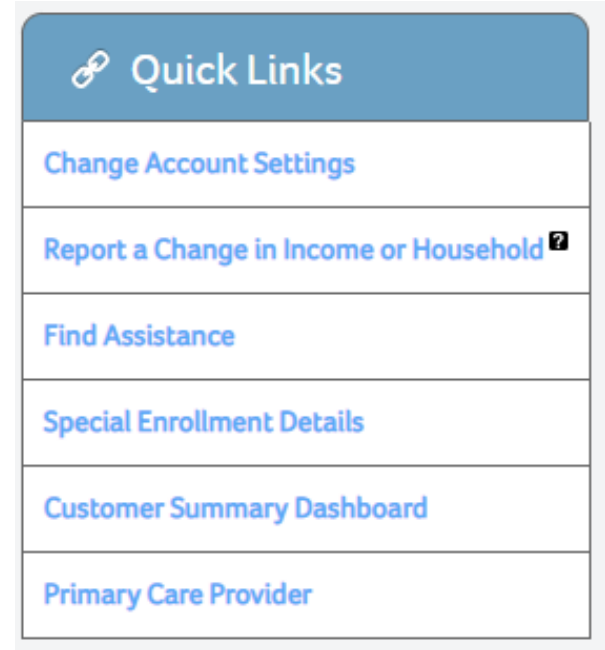 Quick Links
Change Account Settings
Report a Change in Income or Household ?
Find Assistance
Special Enrollment Details
Customer Summary Dashboard
Primary Care Provider